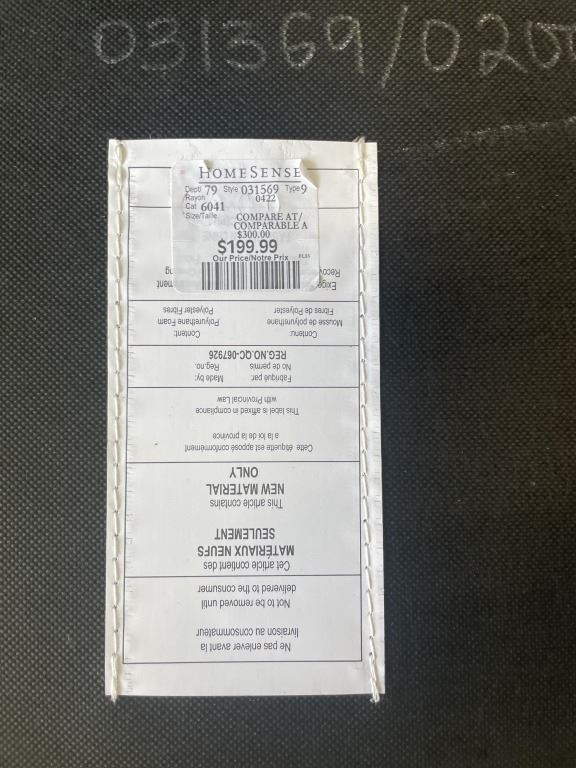 031369/0200
HOMESENSE
Dept/ 79 Style 031569 Type 9
Rayon 0422
Cat 6041
Size/Taille
COMPARE AT/
COMPARABLE A
$300.00
$199.99
Our Price/Notre Prix
Ne pas enlever avant la
livraison au consommateur
Not to be removed until
delivered to the consumer
Cet article contient des
MATÉRIAUX NEUFS
SEULEMENT
This article contains
NEW MATERIAL
ONLY
Cette étiquette est apposé conformément
a la loi de la province
This label is affixed in compliance
with Provincial Law
Fabriqué par: Made by:
No de permis Reg.no.
REG.NO.QC-067926
Contenu: Content:
Mousse de polyuréthane Polyurethane Foam
Fibres de Polyester Polyester Fibres